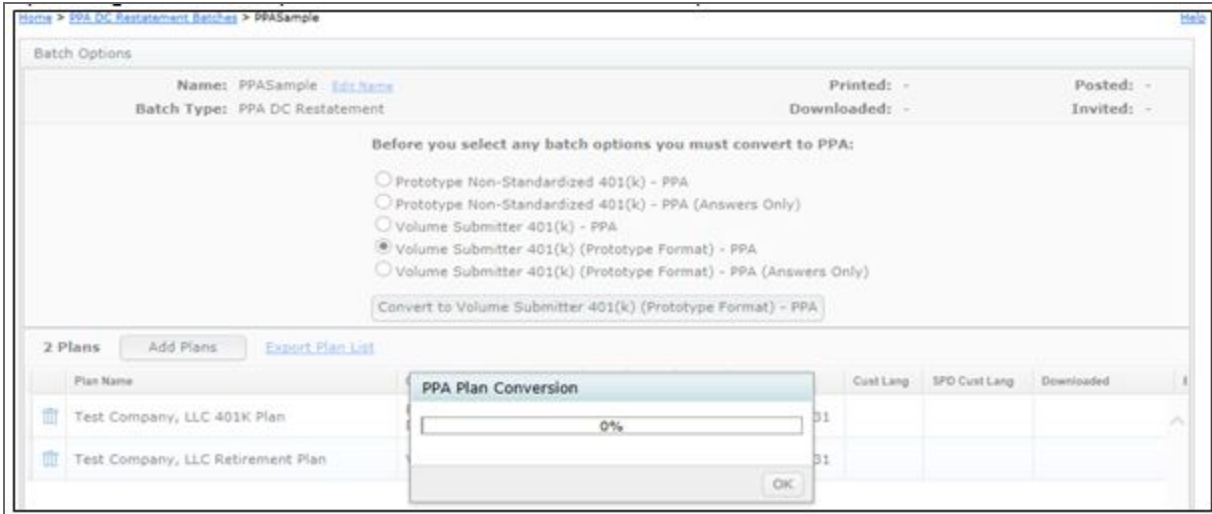 Home > PPA DC Restatement Batches > PPASample Help
Batch Options
Name: PPASample Edit Name Printed: - Posted: -
Batch Type: PPA DC Restatement Downloaded: - Invited: -
Before you select any batch options you must convert to PPA:
Prototype Non-Standardized 401(k) - PPA
Prototype Non-Standardized 401(k) - PPA (Answers Only)
Volume Submitter 401(k) - PPA
Volume Submitter 401(k) (Prototype Format) - PPA
Volume Submitter 401(k) (Prototype Format) - PPA (Answers Only)
Convert to Volume Submitter 401(k) (Prototype Format) - PPA
2 Plans Add Plans Export Plan List
Plan Name Cust Lang SPD Cust Lang Downloaded
PPA Plan Conversion
Test Company, LLC 401K Plan 31
0%
Test Company, LLC Retirement Plan 31
OK